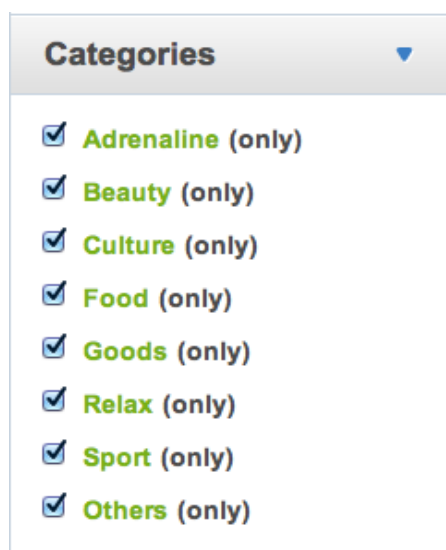 Categories
Adrenaline (only)
Beauty (only)
Culture (only)
Food (only)
Goods (only)
Relax (only)
Sport (only)
Others (only)